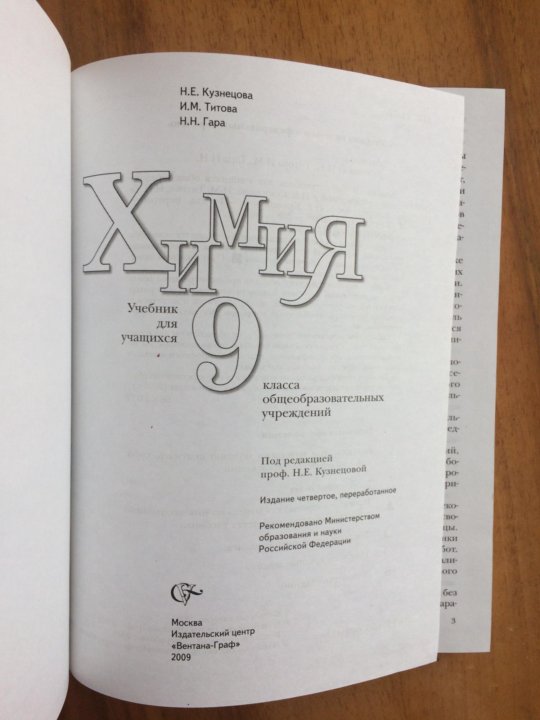 Н.Е. Кузнецова
И.М. Титова
Н.Н. Гара
Химия
Учебник
для
учащихся
9
класса
общеобразовательных
учреждений
Под редакцией
проф. Н.Е. Кузнецовой
Издание четвертое, переработанное
Рекомендовано Министерством
образования и науки
Российской Федерации
Москва
Издательский центр
«Вентана-Граф»
2009
3